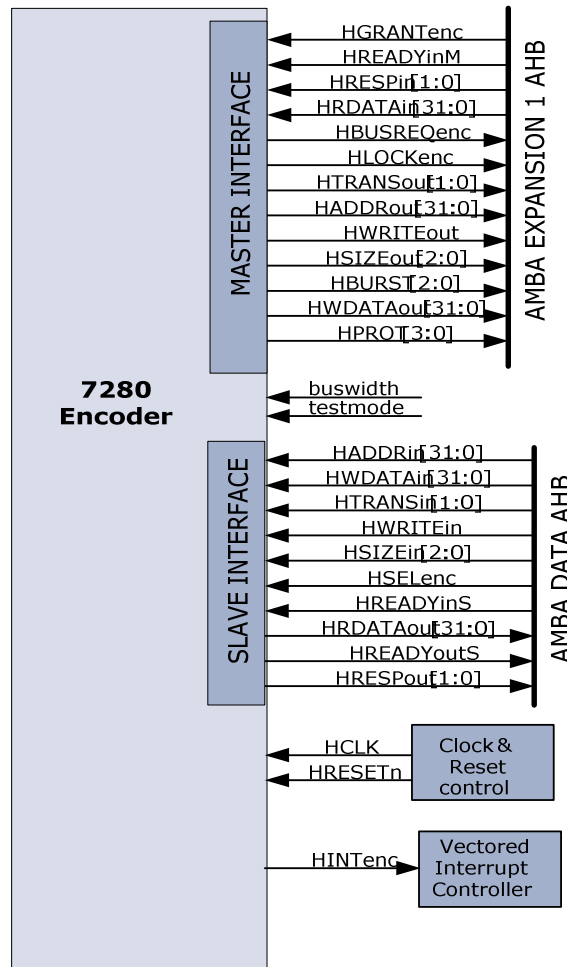 HGRANTenc
HREADYinM
HRESPin[1:0]
HRDATAin[31:0]
HBUSREQenc
HLOCKenc
HTRANSout[1:0]
HADDRout[31:0]
HWRITEout
HSIZEout[2:0]
HBURST[2:0]
HWDATAout[31:0]
HPROT[3:0]
MASTER INTERFACE
AMBA EXPANSION 1 AHB
7280
Encoder
buswidth
testmode
HADDRin[31:0]
HWDATAin[31:0]
HTRANSin[1:0]
HWRITEin
HSIZEin[2:0]
HSELenc
HREADYinS
HRDATAout[31:0]
HREADYoutS
HRESPout[1:0]
SLAVE INTERFACE
AMBA DATA AHB
HCLK
HRESETn
Clock &
Reset
control
HINTenc
Vectored
Interrupt
Controller